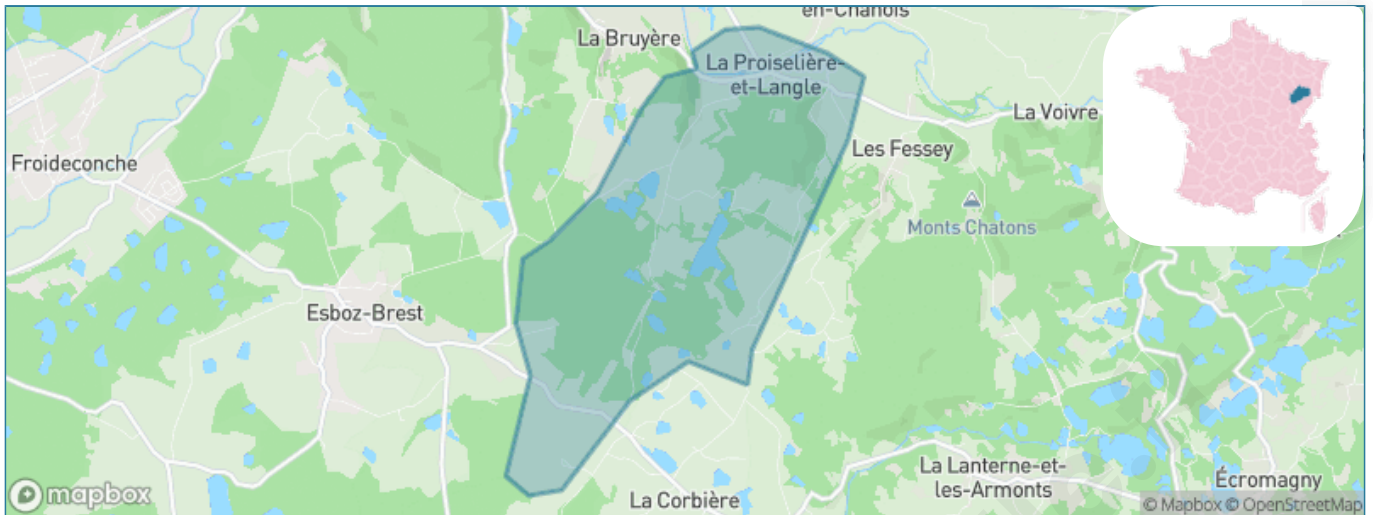 en-Chanois
La Bruyère
La Proiselière-
et-Langle
La Voivre
Les Fessey
Froideconche
Monts Chatons
Esboz-Brest
La Lanterne-et-
les-Armonts
Écromagny
La Corbière
mapbox
© Mapbox © OpenStreetMap